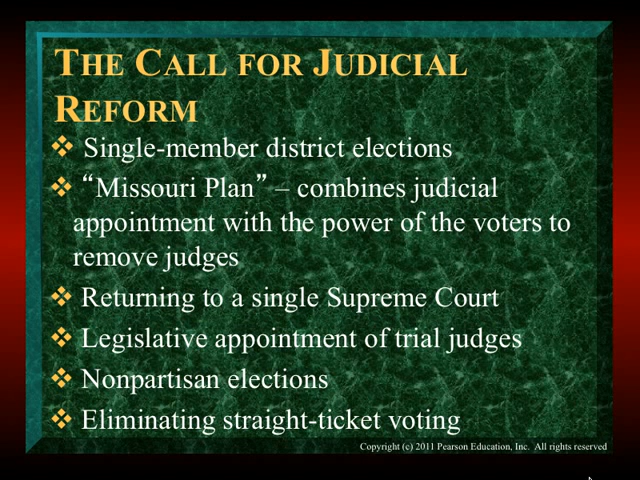 THE CALL FOR JUDICIAL
REFORM
❖ Single-member district elections
❖ “Missouri Plan” – combines judicial
appointment with the power of the voters to
remove judges
❖ Returning to a single Supreme Court
❖ Legislative appointment of trial judges
❖ Nonpartisan elections
❖ Eliminating straight-ticket voting
Copyright (c) 2011 Pearson Education, Inc. All rights reserved